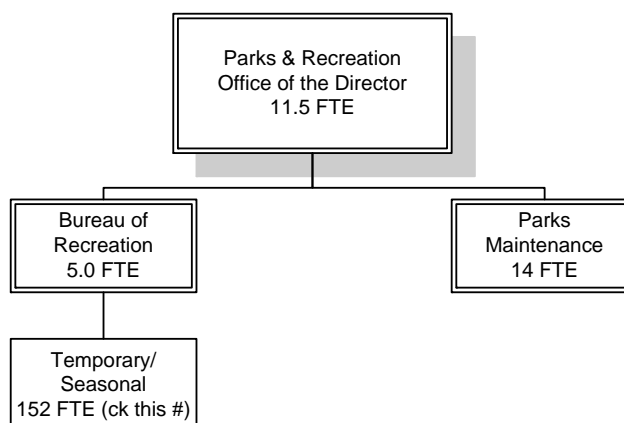 Parks & Recreation
Office of the Director
11.5 FTE
Bureau of
Recreation
5.0 FTE
Parks
Maintenance
14 FTE
Temporary/
Seasonal
152 FTE (ck this #)